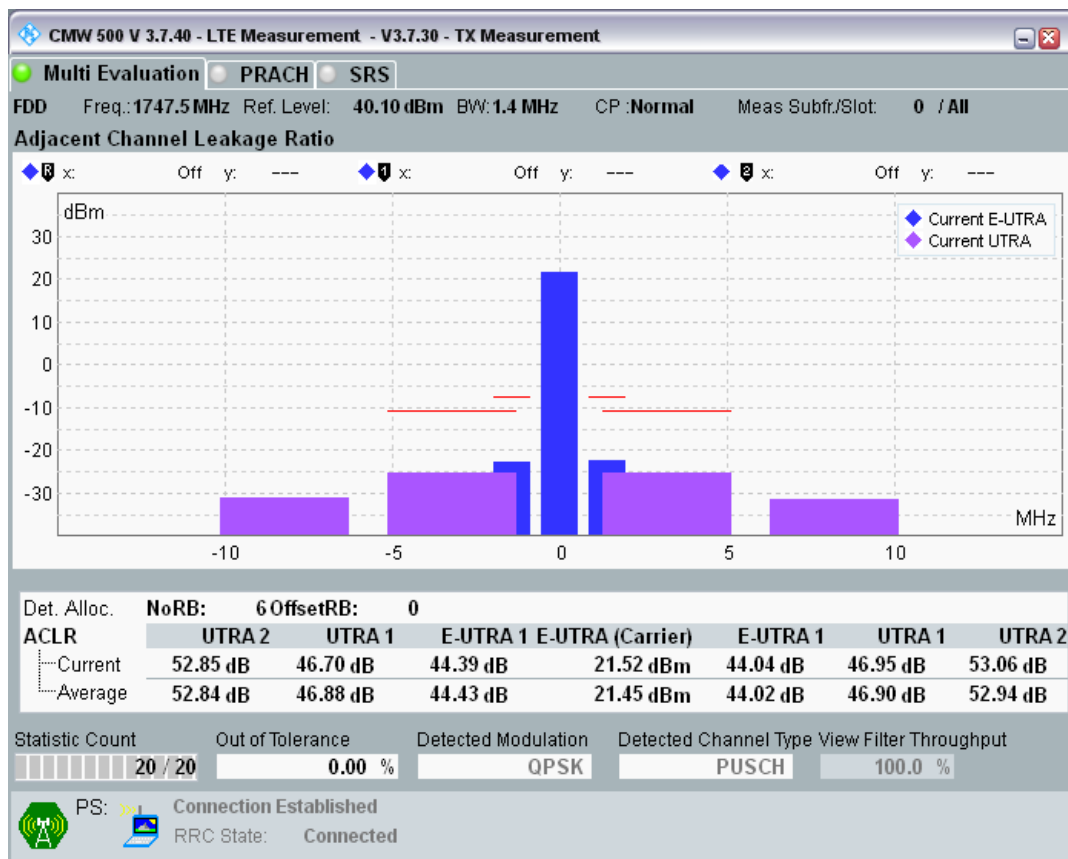 CMW 500 V 3.7.40 - LTE Measurement - V3.7.30 - TX Measurement
Multi Evaluation PRACH SRS
FDD Freq.:1747.5 MHz Ref. Level: 40.10 dBm BW:1.4 MHz CP :Normal Meas Subfr./Slot: 0 / All
Adjacent Channel Leakage Ratio
R x: Off y: --- 1 x: Off y: --- 2 x: Off y: ---
dBm
Current E-UTRA
Current UTRA
30
20
10
0
-10
-20
-30
MHz
-10 -5 0 5 10
Det. Alloc. NoRB: 6 OffsetRB: 0
ACLR UTRA 2 UTRA 1 E-UTRA 1 E-UTRA (Carrier) E-UTRA 1 UTRA 1 UTRA 2
Current 52.85 dB 46.70 dB 44.39 dB 21.52 dBm 44.04 dB 46.95 dB 53.06 dB
Average 52.84 dB 46.88 dB 44.43 dB 21.45 dBm 44.02 dB 46.90 dB 52.94 dB
Statistic Count Out of Tolerance Detected Modulation Detected Channel Type View Filter Throughput
20 / 20 0.00 % QPSK PUSCH 100.0 %
PS: Connection Established
RRC State: Connected